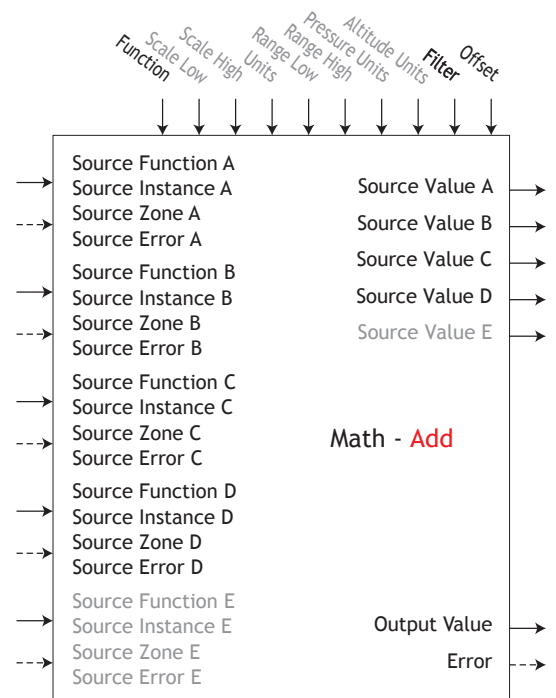 Function
Scale Low
Scale High
Units
Range Low
Range High
Pressure Units
Altitude Units
Filter
Offset
Source Function A
Source Instance A
Source Zone A
Source Error A
Source Function B
Source Instance B
Source Zone B
Source Error B
Source Function C
Source Instance C
Source Zone C
Source Error C
Source Function D
Source Instance D
Source Zone D
Source Error D
Source Function E
Source Instance E
Source Zone E
Source Error E
Source Value A
Source Value B
Source Value C
Source Value D
Source Value E
Math - Add
Output Value
Error